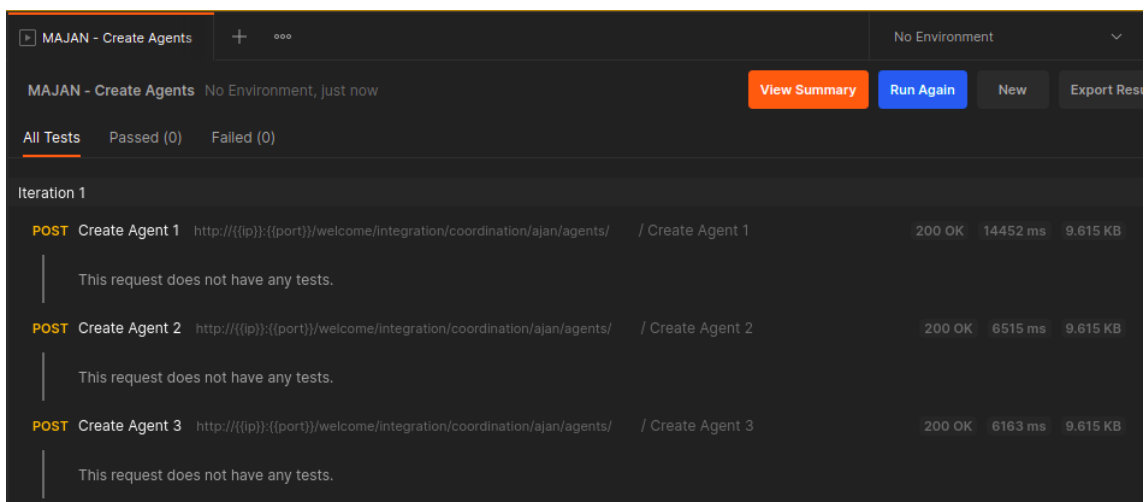 MAJAN - Create Agents + ooo No Environment
MAJAN - Create Agents No Environment, just now View Summary Run Again New Export Resu
All Tests Passed (0) Failed (0)
Iteration 1
POST Create Agent 1 http://{{ip}}:{{port}}/welcome/integration/coordination/ajan/agents/ / Create Agent 1 200 OK 14452 ms 9.615 KB
This request does not have any tests.
POST Create Agent 2 http://{{ip}}:{{port}}/welcome/integration/coordination/ajan/agents/ / Create Agent 2 200 OK 6515 ms 9.615 KB
This request does not have any tests.
POST Create Agent 3 http://{{ip}}:{{port}}/welcome/integration/coordination/ajan/agents/ / Create Agent 3 200 OK 6163 ms 9.615 KB
This request does not have any tests.